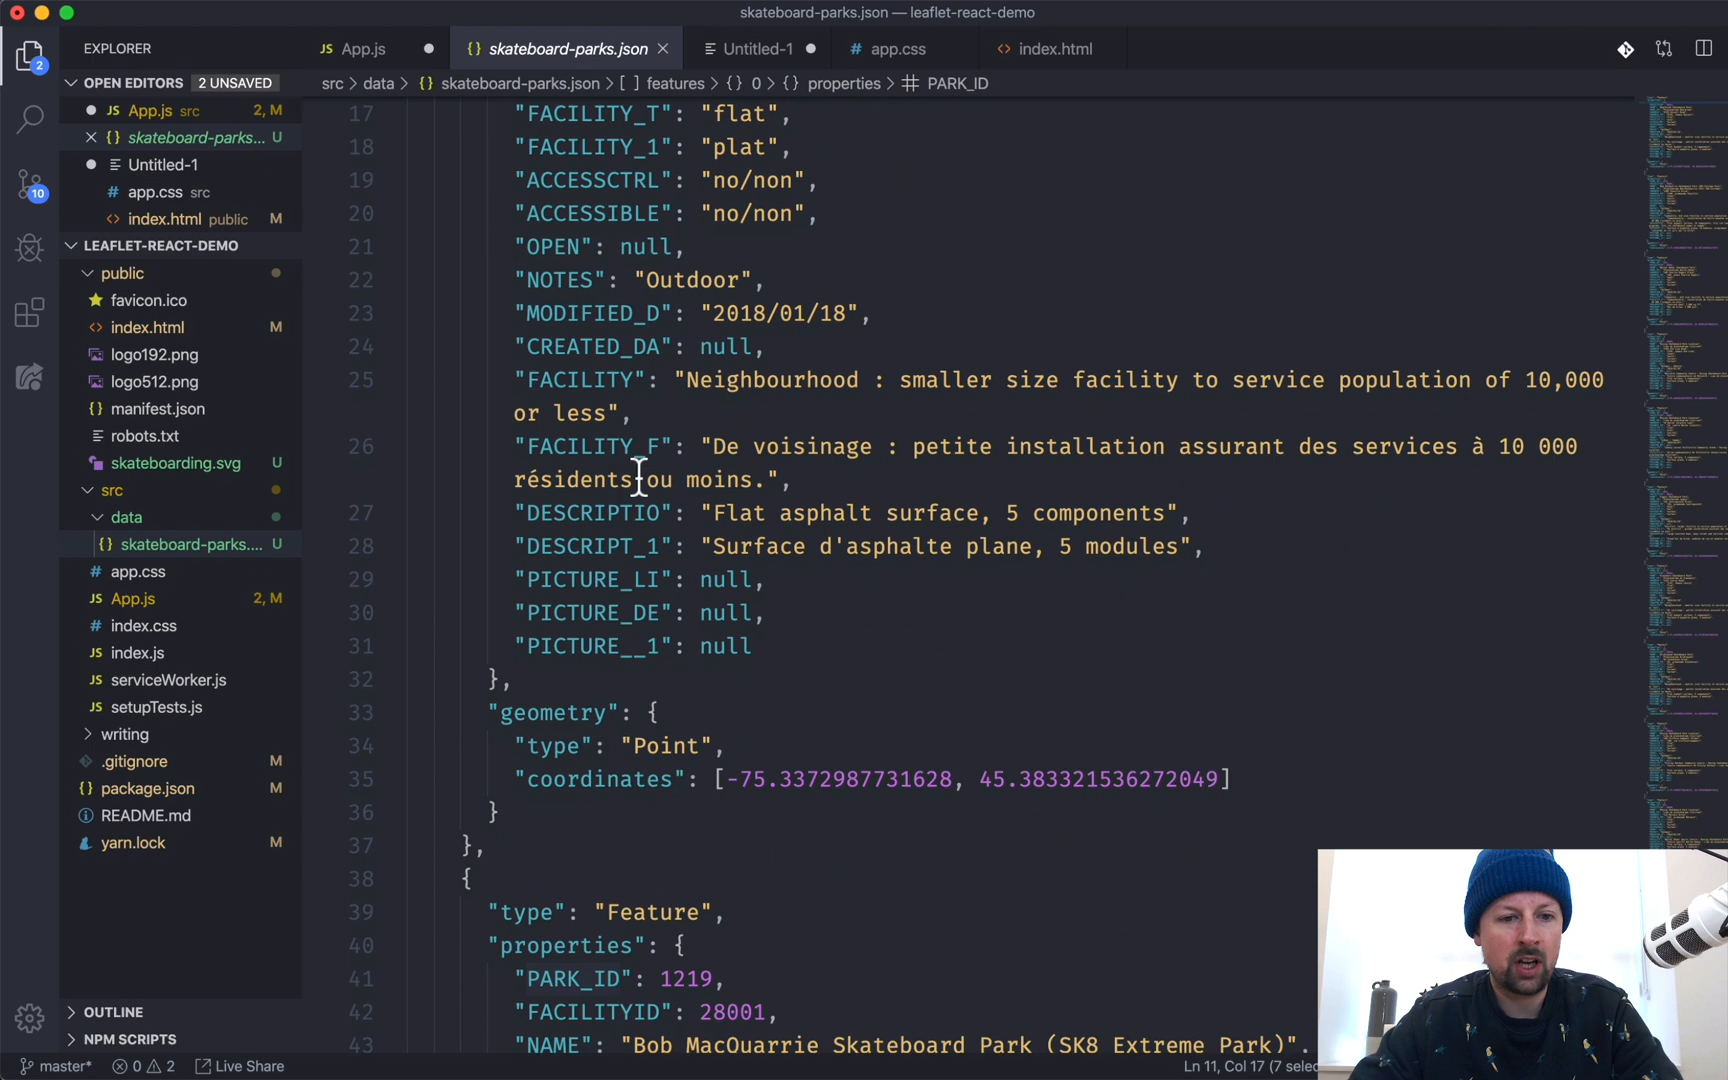 skateboard-parks.json — leaflet-react-demo
EXPLORER
JS App.js
{} skateboard-parks.json
Untitled-1
# app.css
<> index.html
OPEN EDITORS 2 UNSAVED
src > data > {} skateboard-parks.json > [ ] features > {} 0 > {} properties > PARK_ID
JS App.js src 2, M
{} skateboard-parks... U
Untitled-1
# app.css src
<> index.html public M
LEAFLET-REACT-DEMO
public
favicon.ico
<> index.html M
logo192.png
logo512.png
{} manifest.json
robots.txt
skateboarding.svg U
src
data
{} skateboard-parks.... U
# app.css
JS App.js 2, M
# index.css
JS index.js
JS serviceWorker.js
JS setupTests.js
writing
.gitignore M
{} package.json M
README.md
yarn.lock M
OUTLINE
NPM SCRIPTS
2
10
17 "FACILITY_T": "flat",
18 "FACILITY_1": "plat",
19 "ACCESSCTRL": "no/non",
20 "ACCESSIBLE": "no/non",
21 "OPEN": null,
22 "NOTES": "Outdoor",
23 "MODIFIED_D": "2018/01/18",
24 "CREATED_DA": null,
25 "FACILITY": "Neighbourhood : smaller size facility to service population of 10,000
or less",
26 "FACILITY_F": "De voisinage : petite installation assurant des services à 10 000
résidents ou moins.",
27 "DESCRIPTIO": "Flat asphalt surface, 5 components",
28 "DESCRIPT_1": "Surface d'asphalte plane, 5 modules",
29 "PICTURE_LI": null,
30 "PICTURE_DE": null,
31 "PICTURE__1": null
32 },
33 "geometry": {
34 "type": "Point",
35 "coordinates": [-75.3372987731628, 45.383321536272049]
36 }
37 },
38 {
39 "type": "Feature",
40 "properties": {
41 "PARK_ID": 1219,
42 "FACILITYID": 28001,
43 "NAME": "Bob MacQuarrie Skateboard Park (SK8 Extreme Park)",
master* 0 2 Live Share
Ln 11, Col 17 (7 selec